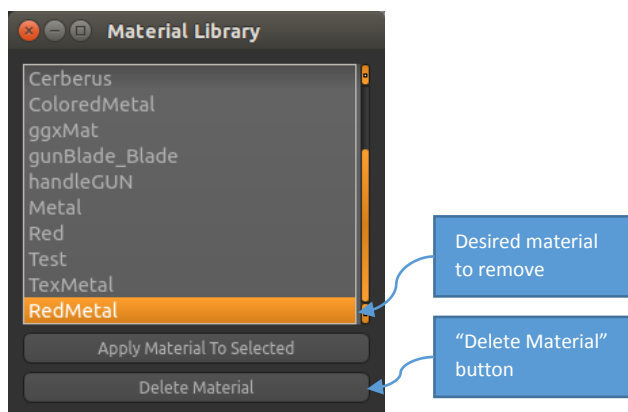 Material Library
Cerberus
ColoredMetal
ggxMat
gunBlade_Blade
handleGUN
Metal
Red
Test
TexMetal
RedMetal
Apply Material To Selected
Delete Material
Desired material
to remove
“Delete Material”
button